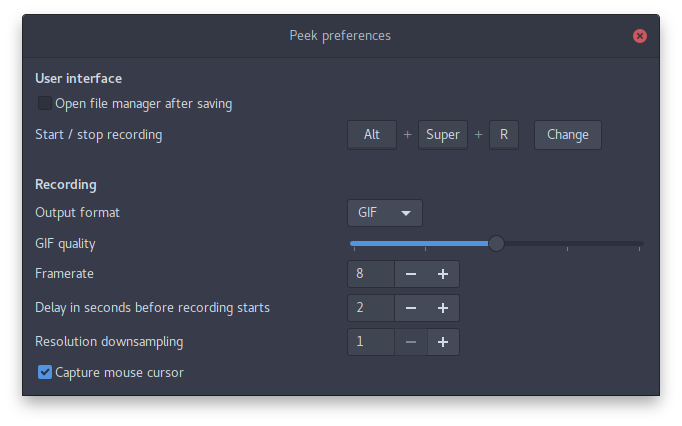 Peek preferences
User interface
Open file manager after saving
Start / stop recording Alt + Super + R Change
Recording
Output format GIF
GIF quality
Framerate 8
Delay in seconds before recording starts 2
Resolution downsampling 1
Capture mouse cursor